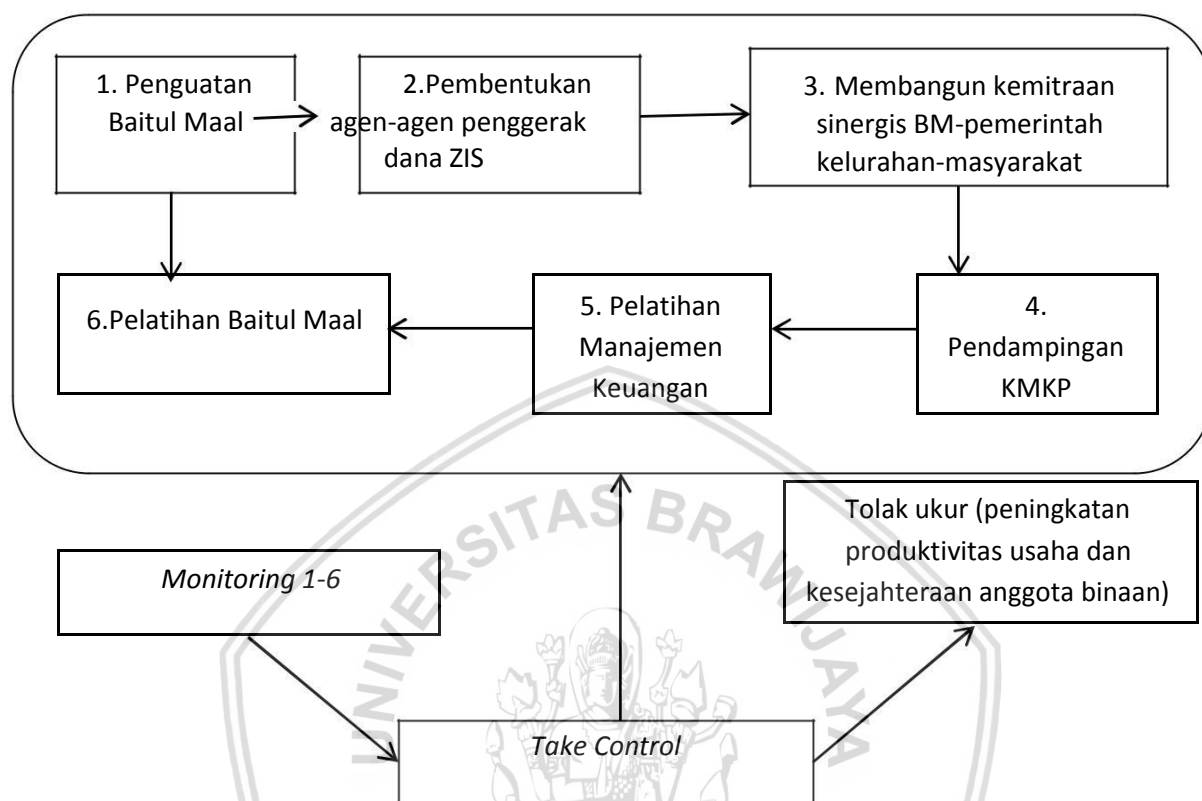 1. Penguatan
Baitul Maal
2.Pembentukan
agen-agen penggerak
dana ZIS
3. Membangun kemitraan
sinergis BM-pemerintah
kelurahan-masyarakat
6.Pelatihan Baitul Maal
5. Pelatihan
Manajemen
Keuangan
4.
Pendampingan
KMKP
Monitoring 1-6
Tolak ukur (peningkatan
produktivitas usaha dan
kesejahteraan anggota binaan)
Take Control
UNIVERSITAS BRAWIJAYA